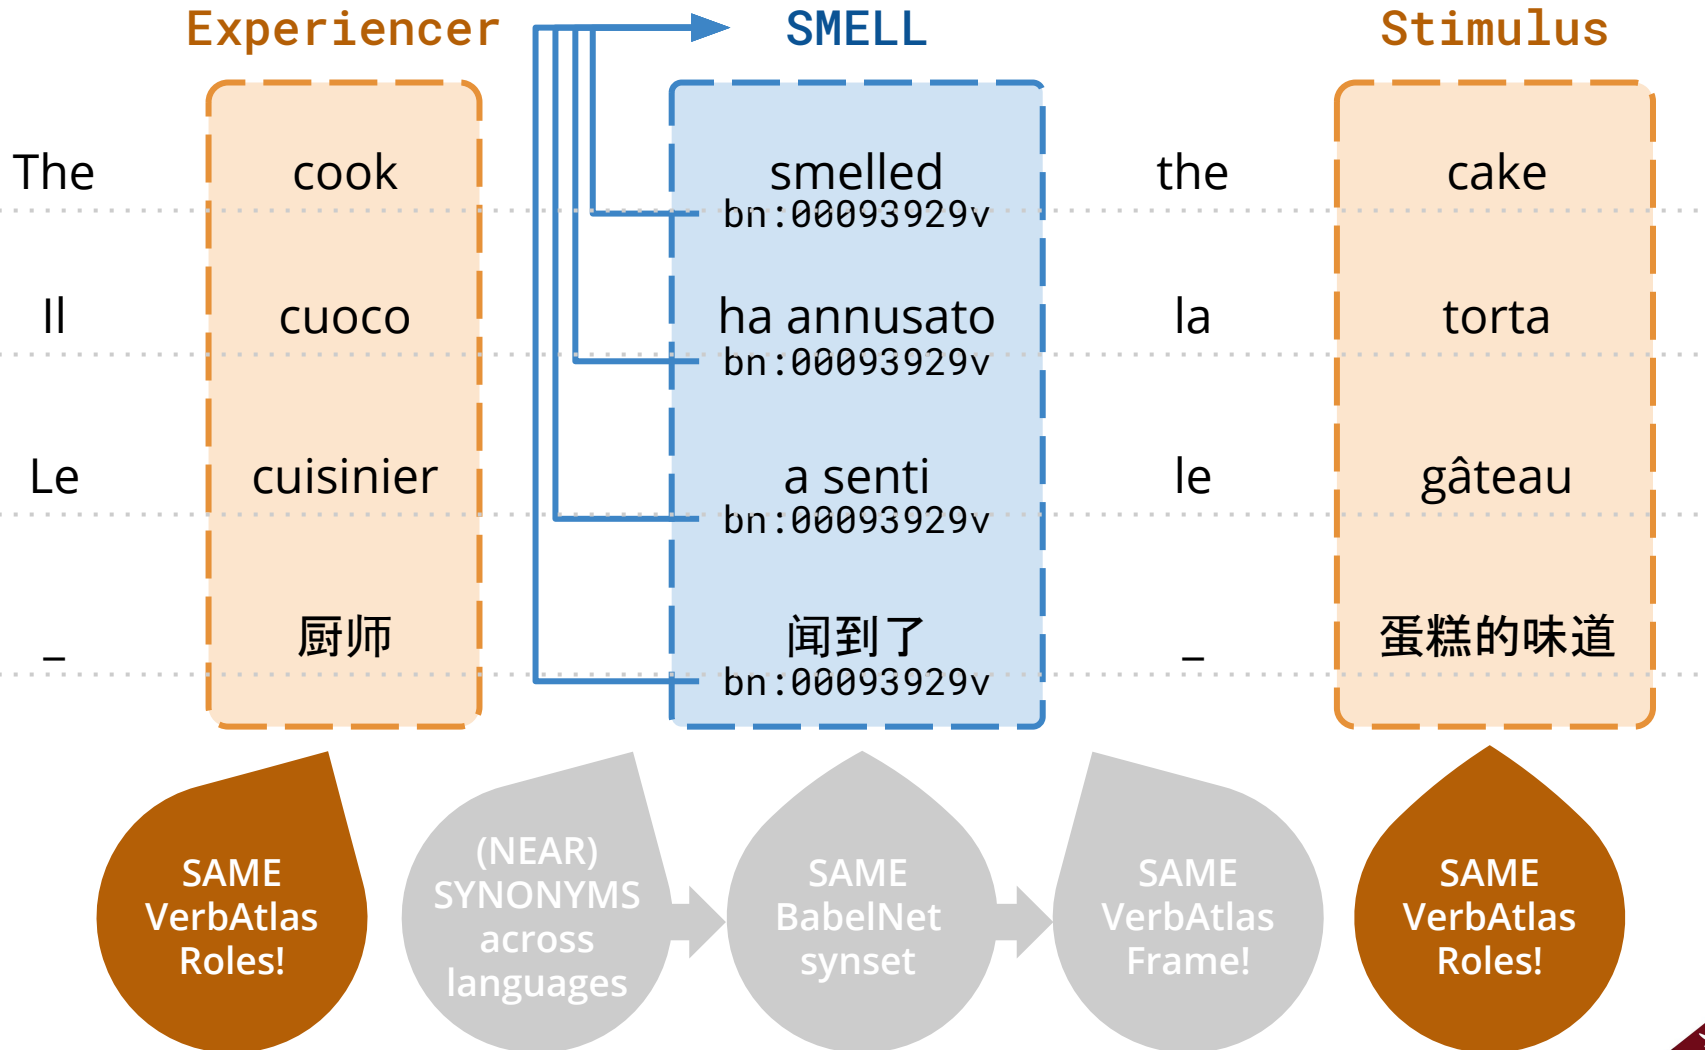 Experiencer SMELL Stimulus
The cook smelled the cake
bn:00093929v
Il cuoco ha annusato la torta
bn:00093929v
Le cuisinier a senti le gâteau
bn:00093929v
_ 厨师 闻到了 _ 蛋糕的味道
bn:00093929v
SAME
VerbAtlas
Roles!
(NEAR)
SYNONYMS
across
languages
SAME
BabelNet
synset
SAME
VerbAtlas
Frame!
SAME
VerbAtlas
Roles!